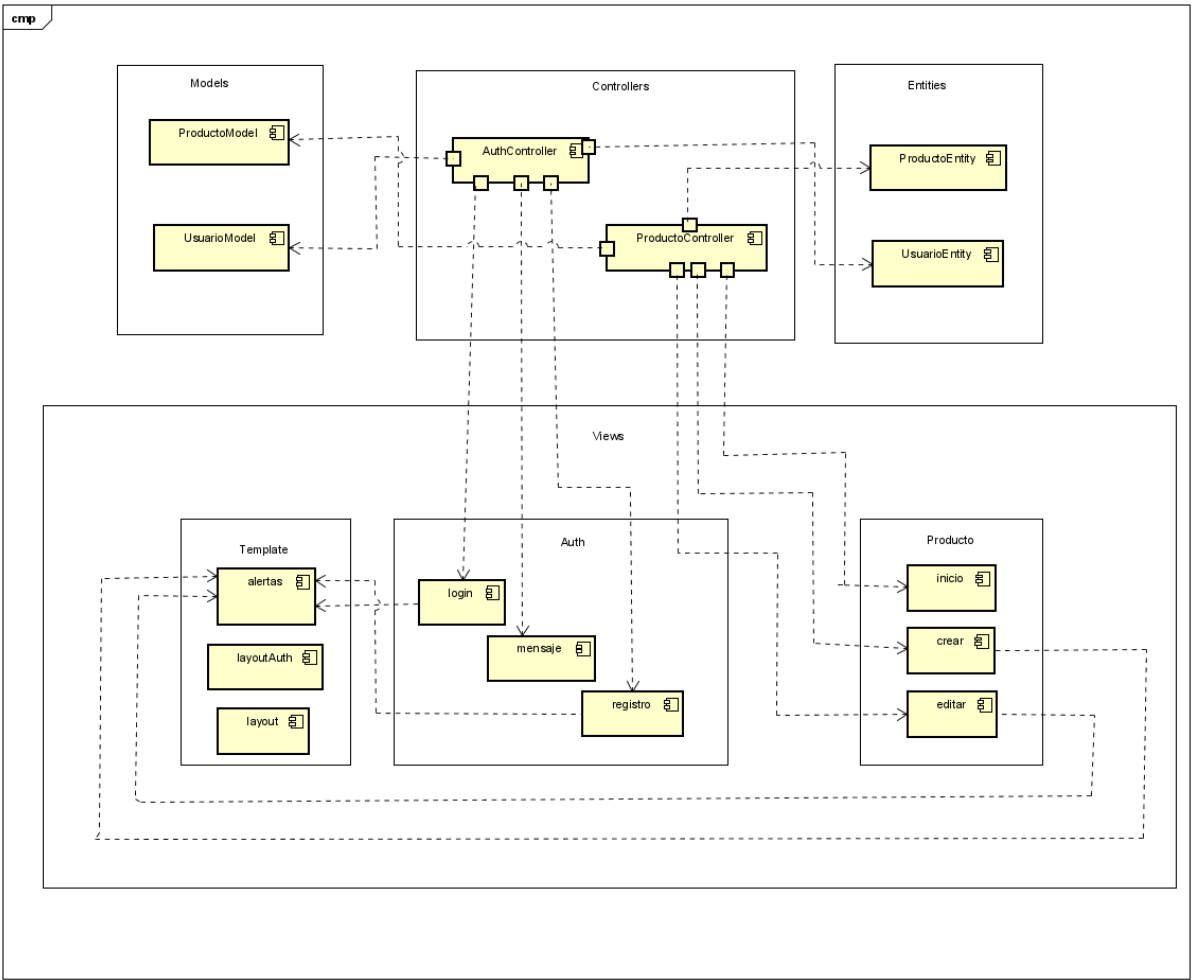 cmp
Models
ProductoModel
UsuarioModel
Controllers
AuthController
ProductoController
Entities
ProductoEntity
UsuarioEntity
Views
Template
alertas
layoutAuth
layout
Auth
login
mensaje
registro
Producto
inicio
crear
editar